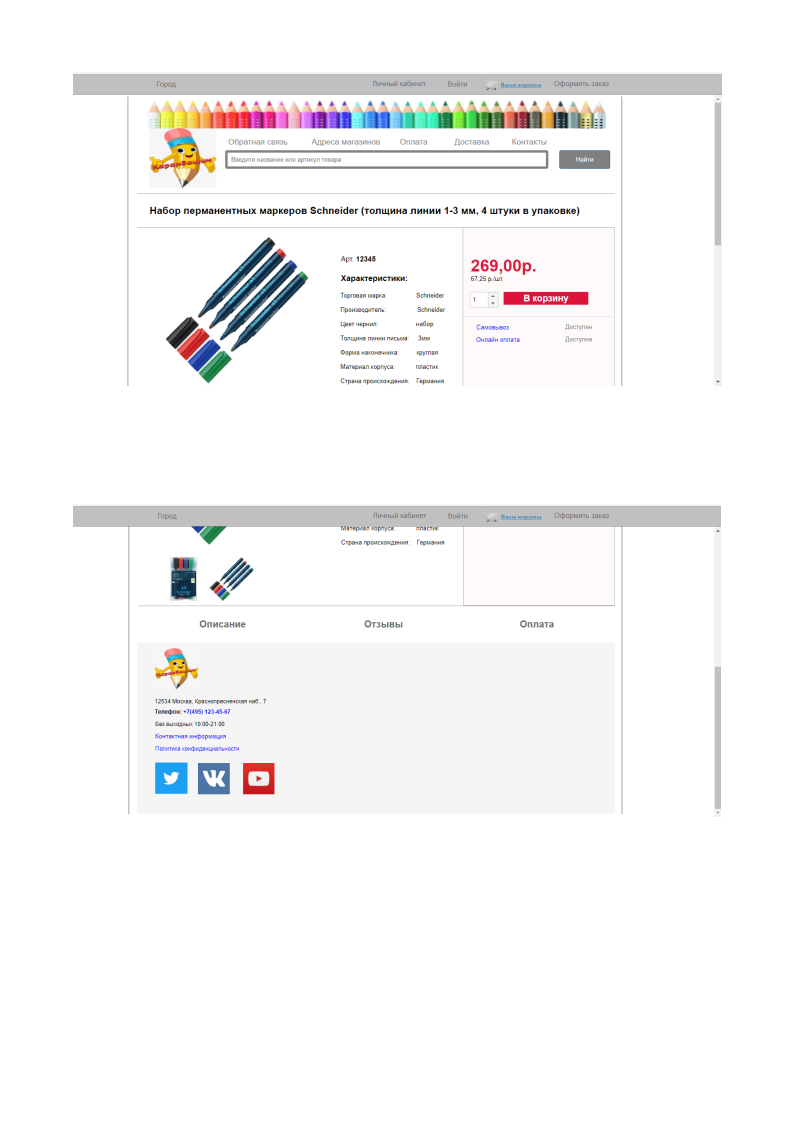 Город Личный кабинет Войти Ваша корзина Оформить заказ
Карандашик
Обратная связь Адреса магазинов Оплата Доставка Контакты
Введите название или артикул товара Найти
Набор перманентных маркеров Schneider (толщина линии 1-3 мм, 4 штуки в упаковке)
Арт. 12345
Характеристики:
Торговая марка: Schneider
Производитель: Schneider
Цвет чернил: набор
Толщина линии письма: 3мм
Форма наконечника: круглая
Материал корпуса: пластик
Страна происхождения: Германия
269,00р.
67,25 р./шт.
1 В корзину
Самовывоз Доступен
Онлайн оплата Доступна
Город Личный кабинет Войти Ваша корзина Оформить заказ
Материал корпуса: пластик
Страна происхождения: Германия
Описание Отзывы Оплата
Карандашик
12534 Москва, Краснопресненская наб., 7
Телефон: +7(495) 123-45-67
Без выходных 10:00-21:00
Контактная информация
Политика конфиденциальности